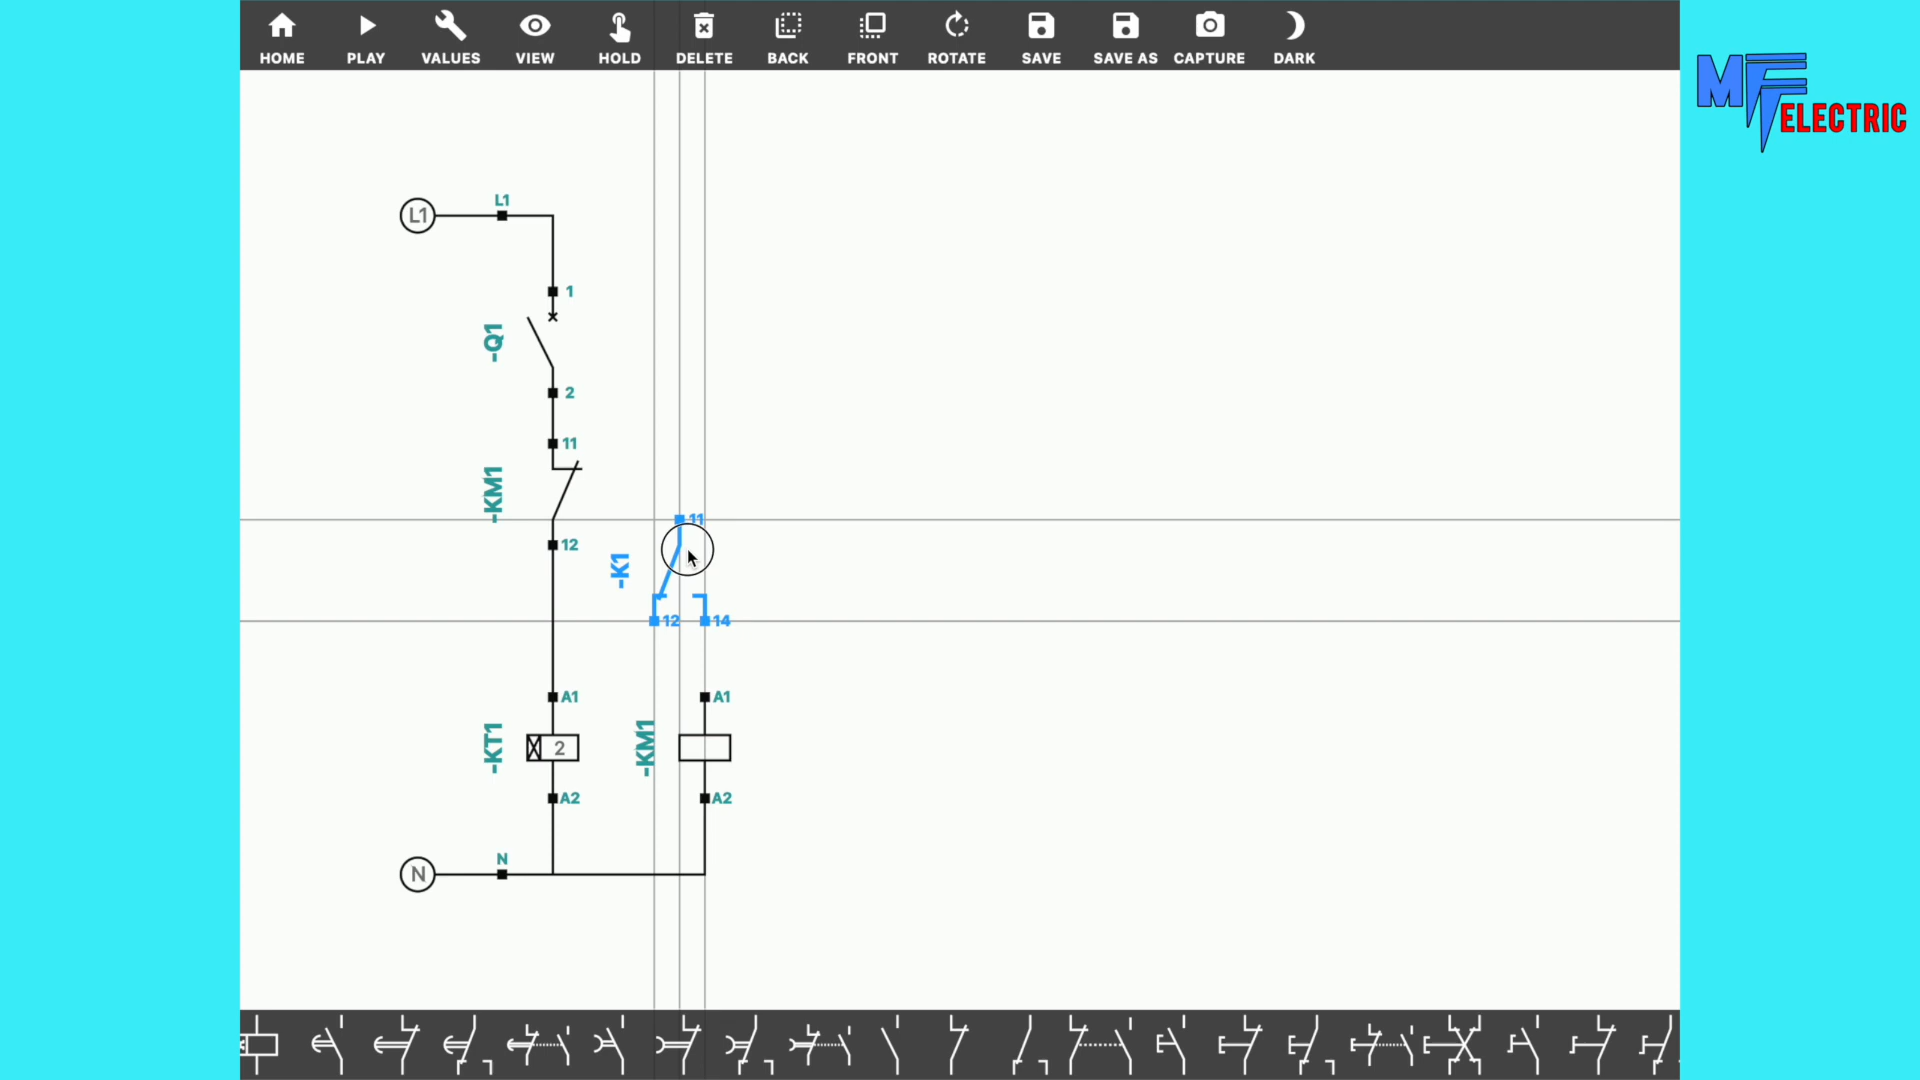 HOME PLAY VALUES VIEW HOLD DELETE BACK FRONT ROTATE SAVE SAVE AS CAPTURE DARK
MF ELECTRIC
L1
L1
1
-Q1
2
11
-KM1
11
12
-K1
12
14
A1
A1
-KT1
2
-KM1
A2
A2
N
N